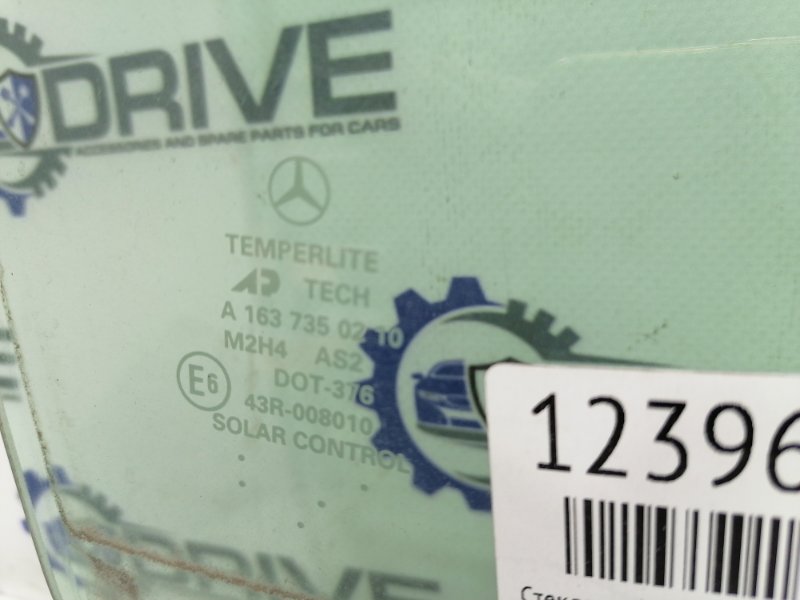 DRIVE
ACCESSORIES AND SPARE PARTS FOR CARS
TEMPERLITE
AP TECH
A 163 735 02 10
M2H4 AS2
DOT-376
E6 43R-008010
SOLAR CONTROL
12396
DRIVE